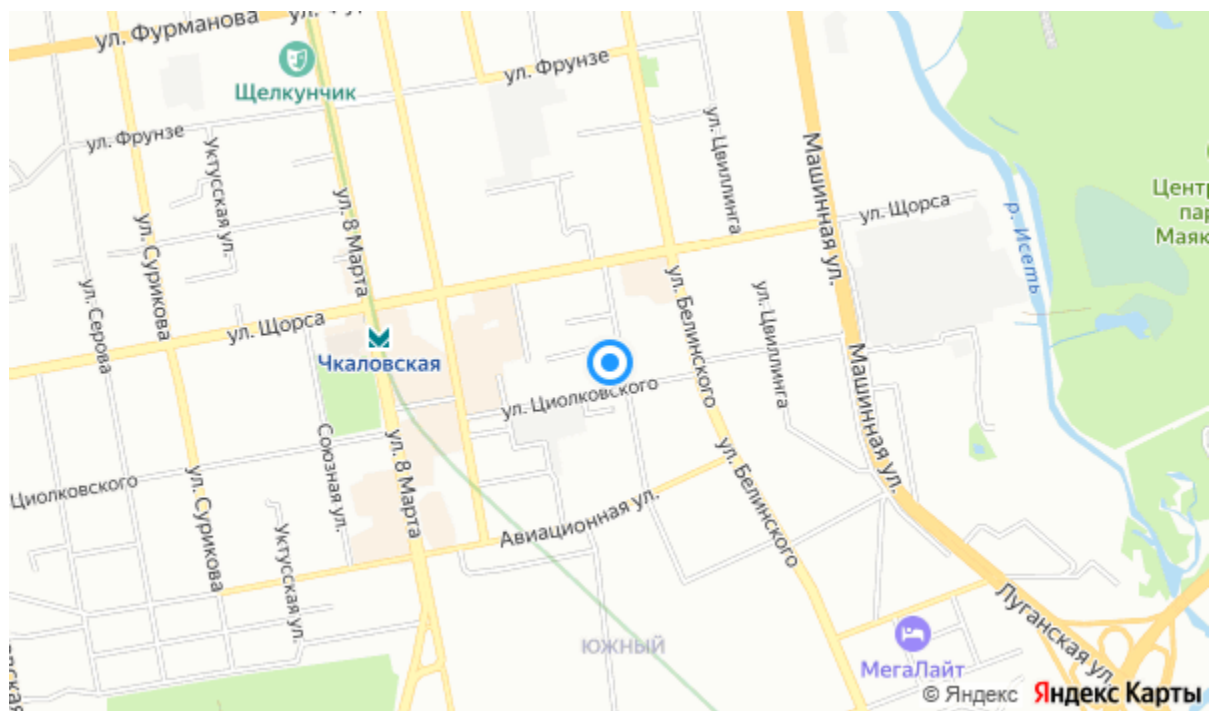 ул. Фурманова
Щелкунчик
ул. Фрунзе
ул. Фрунзе
Уктусская ул.
ул. Цвиллинга
Машинная ул.
ул. Щорса
р. Исеть
Центр
пар
Маяк
ул. Сурикова
ул. 8 Марта
ул. Серова
ул. Щорса
Чкаловская
ул. Белинского
ул. Цвиллинга
Машинная ул.
ул. Циолковского
Союзная ул.
ул. 8 Марта
ул. Белинского
Циолковского
ул. Сурикова
Уктусская ул.
Авиационная ул.
ЮЖНЫЙ
Луганская ул.
МегаЛайт
© Яндекс Яндекс Карты